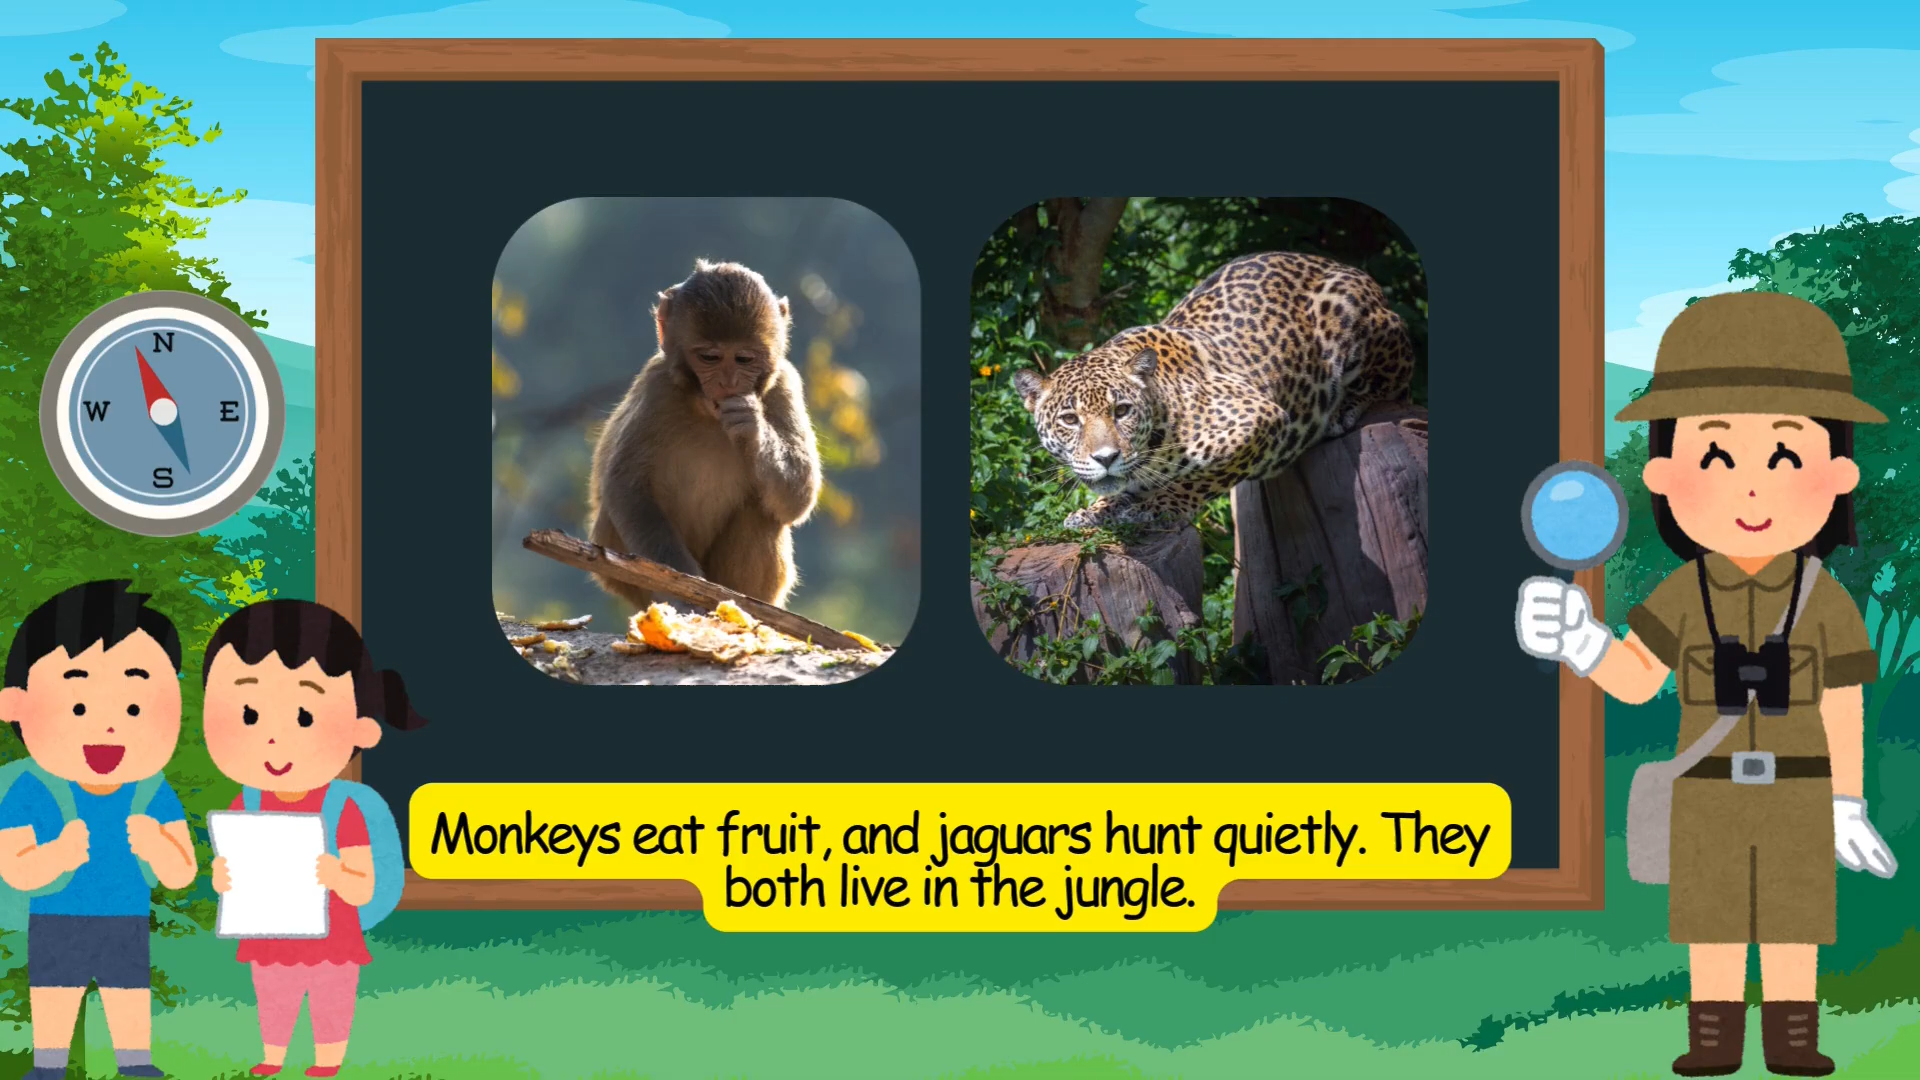 N
W E
S
Monkeys eat fruit, and jaguars hunt quietly. They
both live in the jungle.